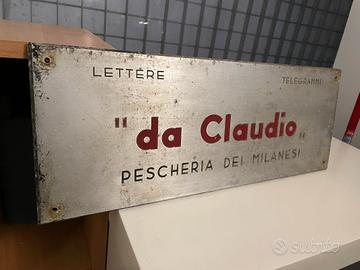 LETTERE TELEGRAMMI
"da Claudio„
PESCHERIA DEI MILANESI
subito